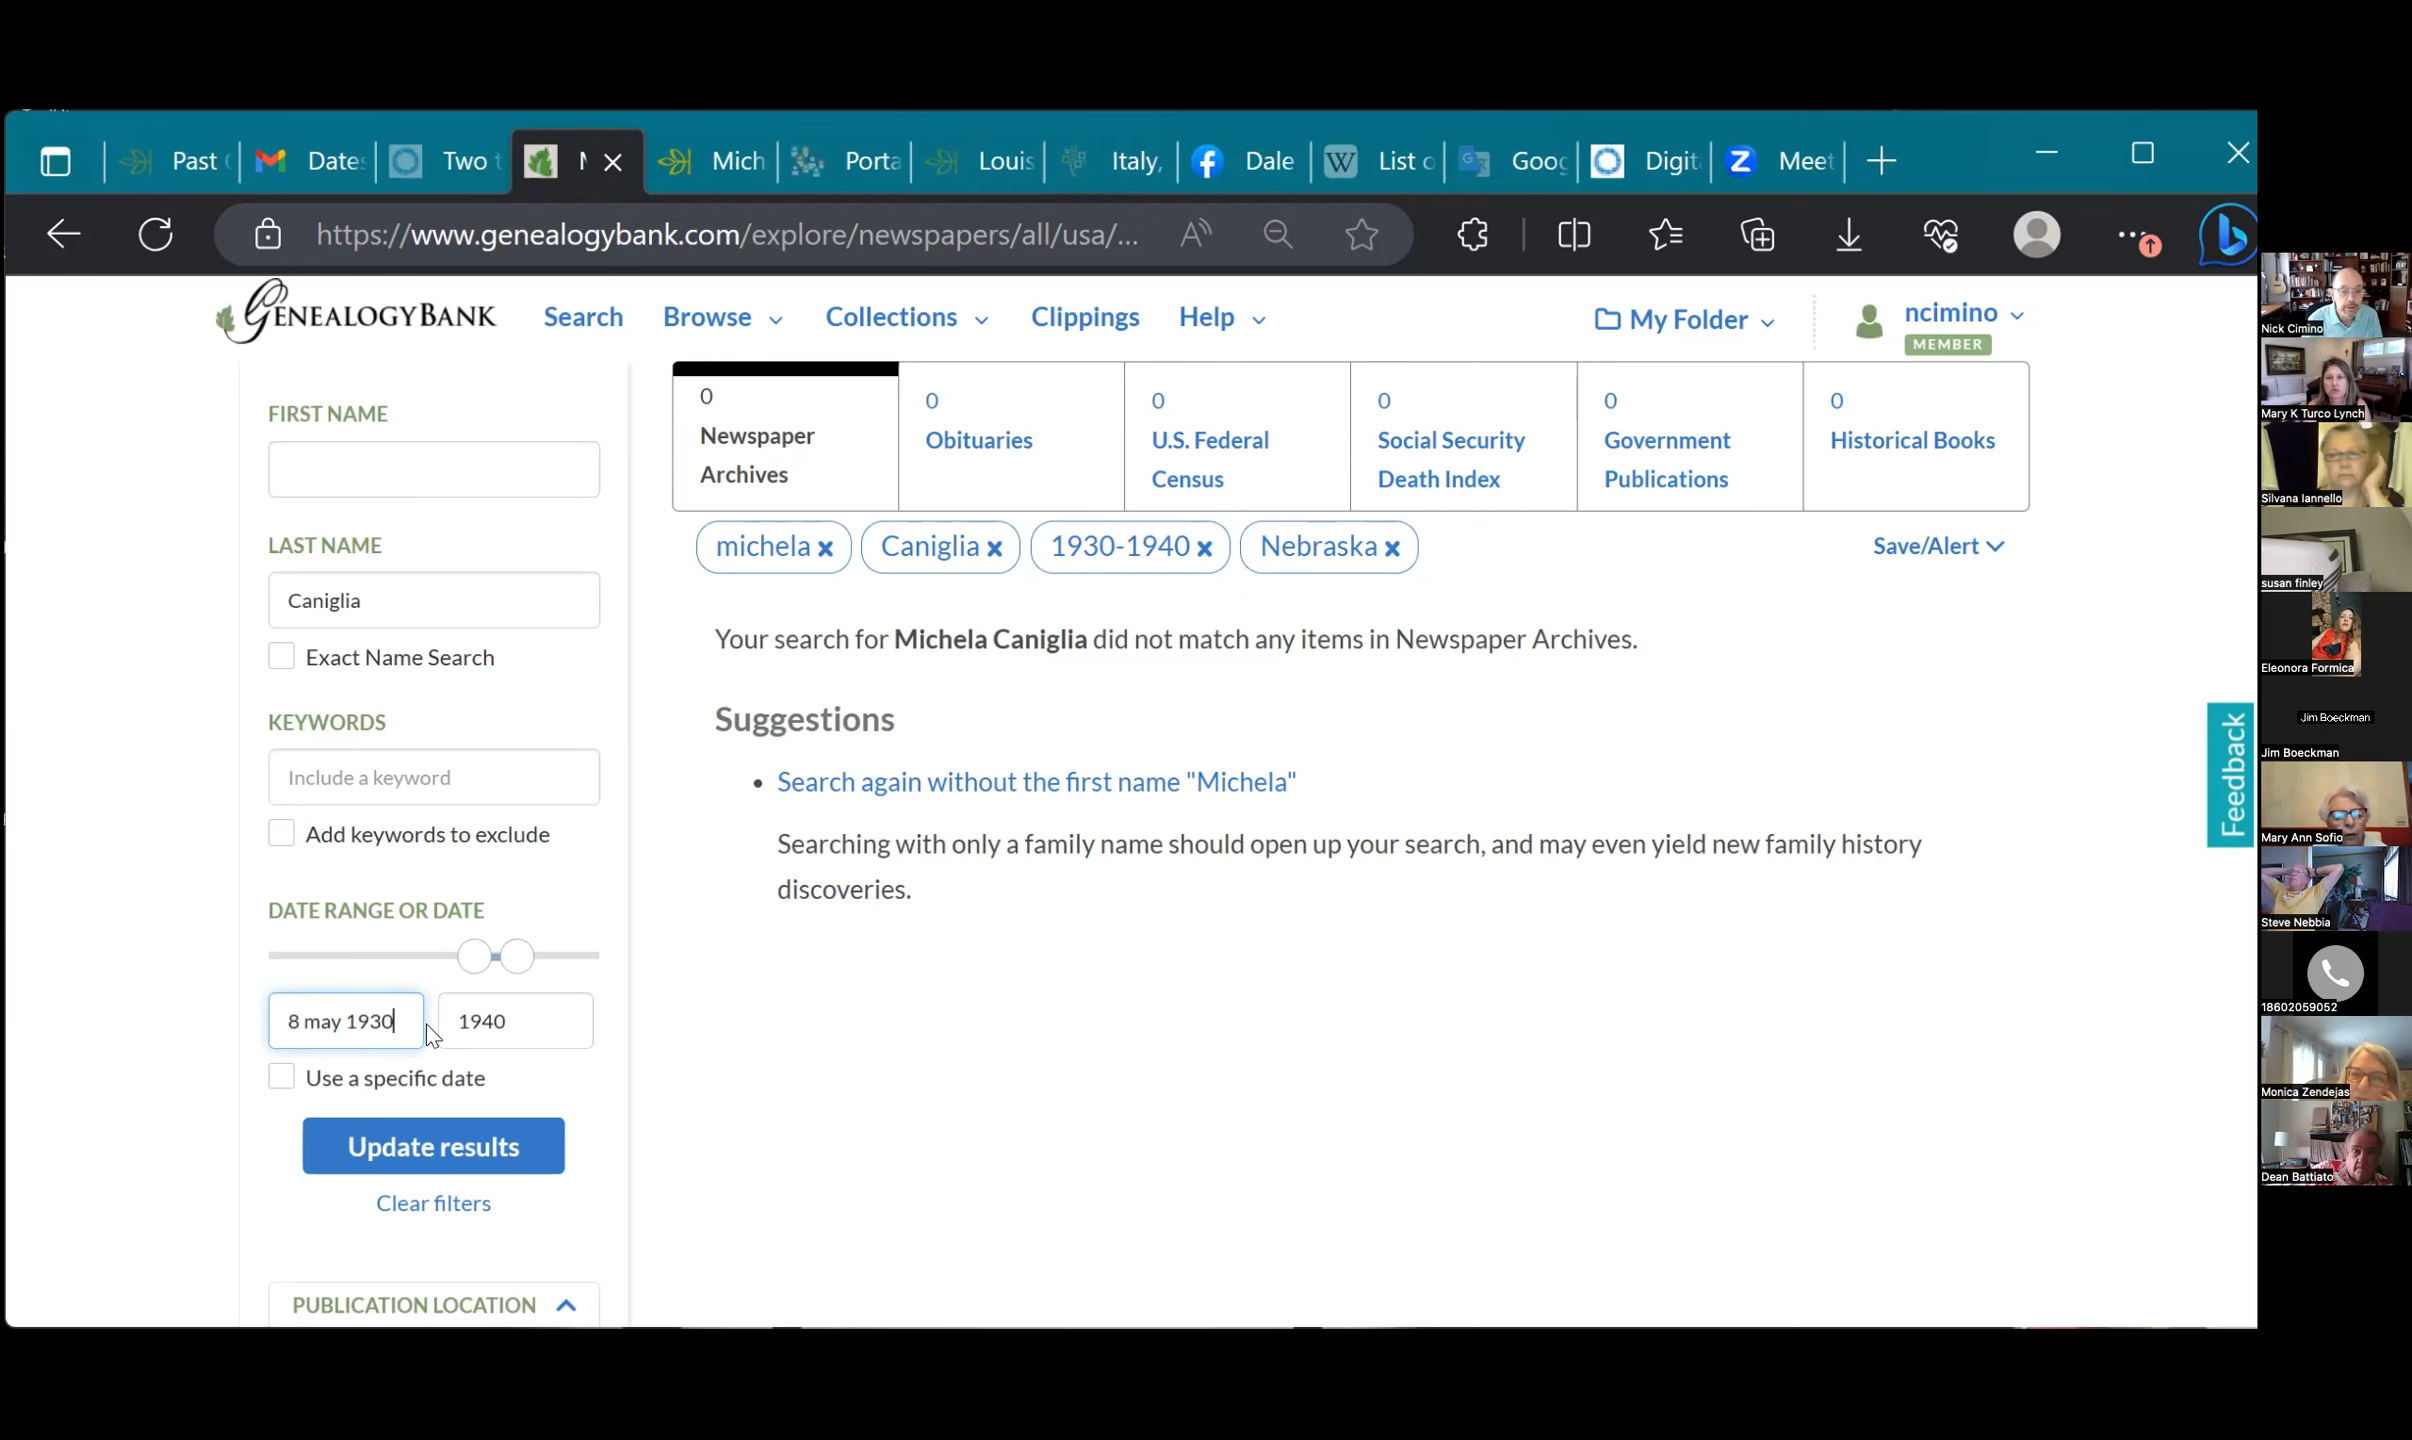 Past
Date
Two t
Mich
Porta
Louis
Italy,
Dale
W
List o
Goog
Digit
Z
Meet
https://www.genealogybank.com/explore/newspapers/all/usa/...
GENEALOGYBANK
Search
Browse
Collections
Clippings
Help
My Folder
ncimino
MEMBER
FIRST NAME
LAST NAME
Caniglia
Exact Name Search
KEYWORDS
Include a keyword
Add keywords to exclude
DATE RANGE OR DATE
8 may 1930
1940
Use a specific date
Update results
Clear filters
PUBLICATION LOCATION
0
Newspaper
Archives
0
Obituaries
0
U.S. Federal
Census
0
Social Security
Death Index
0
Government
Publications
0
Historical Books
michela
Caniglia
1930-1940
Nebraska
Save/Alert
Your search for Michela Caniglia did not match any items in Newspaper Archives.
Suggestions
Search again without the first name "Michela"
Searching with only a family name should open up your search, and may even yield new family history
discoveries.
Feedback
Nick Cimino
Mary K Turco Lynch
Silvana Iannello
susan finley
Eleonora Formica
Jim Boeckman
Jim Boeckman
Mary Ann Sofio
Steve Nebbia
18602059052
Monica Zendejas
Dean Battiato